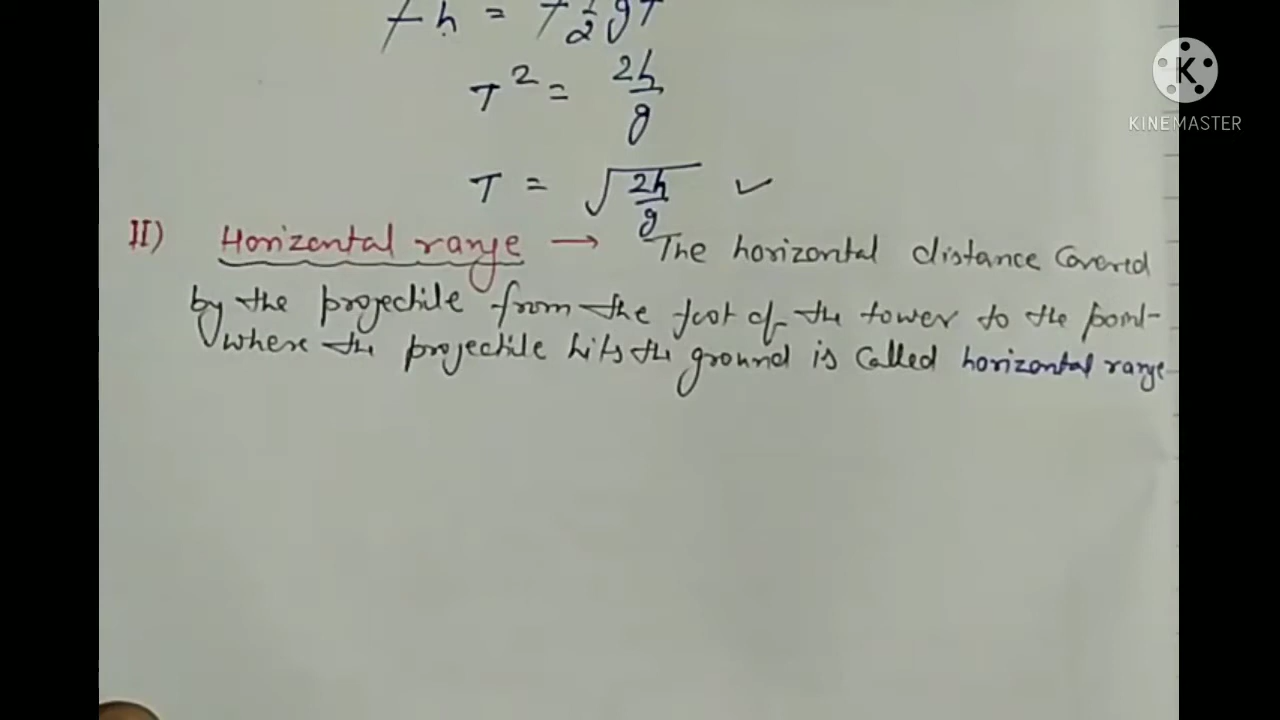 +h = +½gT
T² = 2h/g
T = √2h/g ✓
II) Horizontal range → The horizontal distance Covered
by the projectile from the foot of the tower to the point
where the projectile hits the ground is Called horizontal range
K
KINEMASTER